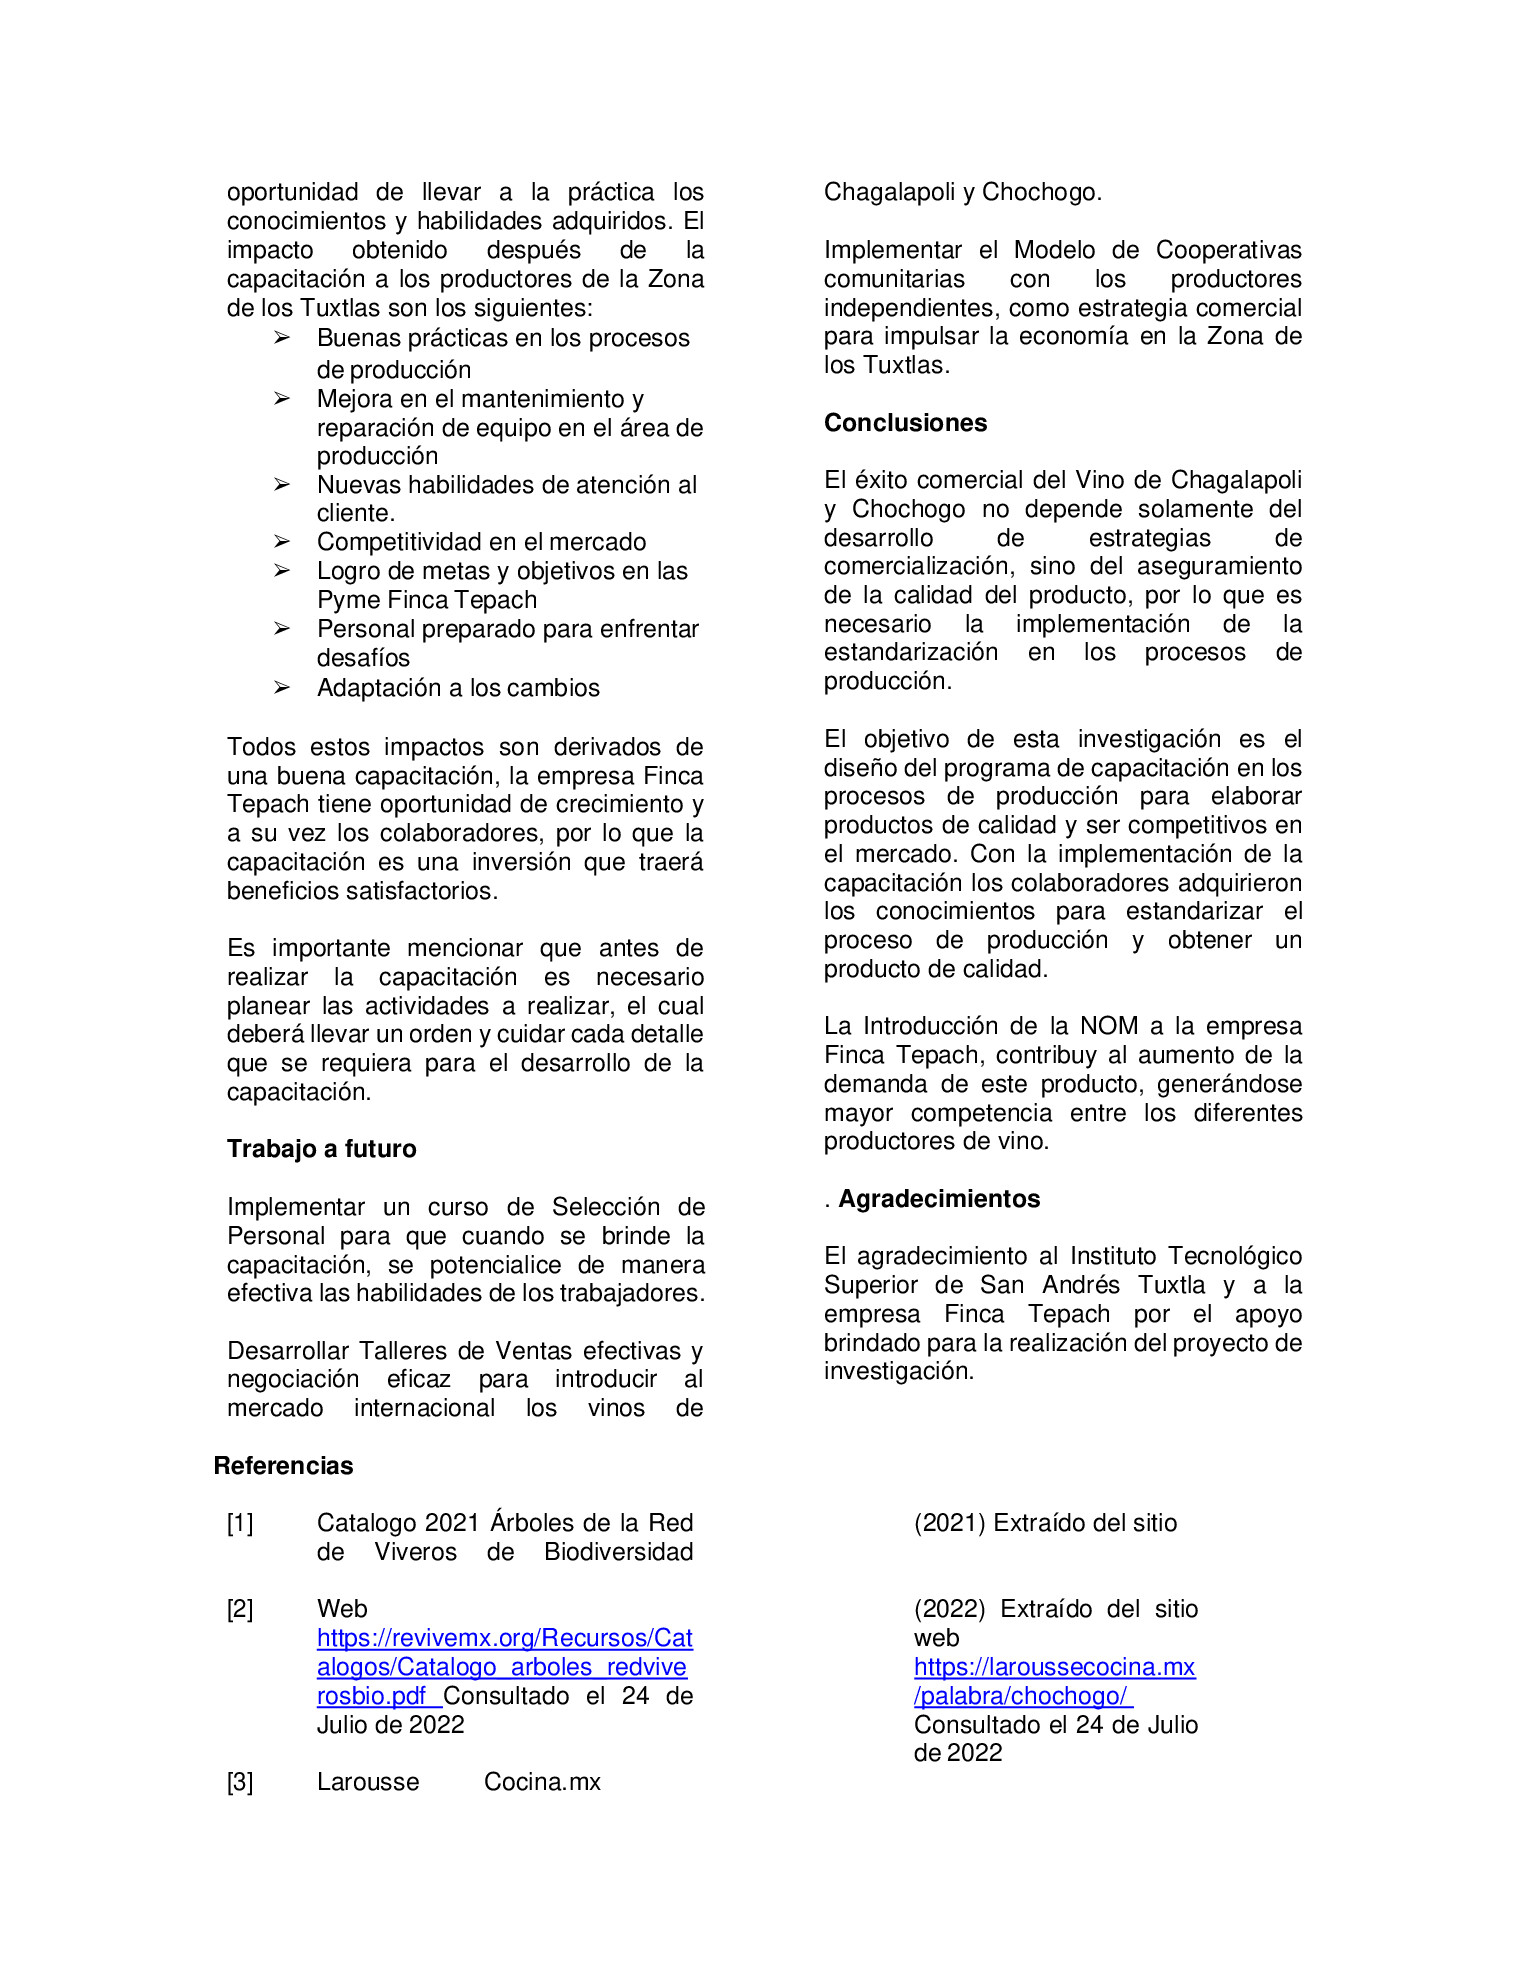 oportunidad de llevar a la práctica los
conocimientos y habilidades adquiridos. El
impacto obtenido después de la
capacitación a los productores de la Zona
de los Tuxtlas son los siguientes:
➢ Buenas prácticas en los procesos
de producción
➢ Mejora en el mantenimiento y
reparación de equipo en el área de
producción
➢ Nuevas habilidades de atención al
cliente.
➢ Competitividad en el mercado
➢ Logro de metas y objetivos en las
Pyme Finca Tepach
➢ Personal preparado para enfrentar
desafíos
➢ Adaptación a los cambios
Todos estos impactos son derivados de
una buena capacitación, la empresa Finca
Tepach tiene oportunidad de crecimiento y
a su vez los colaboradores, por lo que la
capacitación es una inversión que traerá
beneficios satisfactorios.
Es importante mencionar que antes de
realizar la capacitación es necesario
planear las actividades a realizar, el cual
deberá llevar un orden y cuidar cada detalle
que se requiera para el desarrollo de la
capacitación.
Trabajo a futuro
Implementar un curso de Selección de
Personal para que cuando se brinde la
capacitación, se potencialice de manera
efectiva las habilidades de los trabajadores.
Desarrollar Talleres de Ventas efectivas y
negociación eficaz para introducir al
mercado internacional los vinos de
Chagalapoli y Chochogo.
Implementar el Modelo de Cooperativas
comunitarias con los productores
independientes, como estrategia comercial
para impulsar la economía en la Zona de
los Tuxtlas.
Conclusiones
El éxito comercial del Vino de Chagalapoli
y Chochogo no depende solamente del
desarrollo de estrategias de
comercialización, sino del aseguramiento
de la calidad del producto, por lo que es
necesario la implementación de la
estandarización en los procesos de
producción.
El objetivo de esta investigación es el
diseño del programa de capacitación en los
procesos de producción para elaborar
productos de calidad y ser competitivos en
el mercado. Con la implementación de la
capacitación los colaboradores adquirieron
los conocimientos para estandarizar el
proceso de producción y obtener un
producto de calidad.
La Introducción de la NOM a la empresa
Finca Tepach, contribuy al aumento de la
demanda de este producto, generándose
mayor competencia entre los diferentes
productores de vino.
. Agradecimientos
El agradecimiento al Instituto Tecnológico
Superior de San Andrés Tuxtla y a la
empresa Finca Tepach por el apoyo
brindado para la realización del proyecto de
investigación.
Referencias
[1] Catalogo 2021 Árboles de la Red
de Viveros de Biodiversidad
[2] Web
https://revivemx.org/Recursos/Cat
alogos/Catalogo_arboles_redvive
rosbio.pdf Consultado el 24 de
Julio de 2022
[3] Larousse Cocina.mx
(2021) Extraído del sitio
(2022) Extraído del sitio
web
https://laroussecocina.mx
/palabra/chochogo/
Consultado el 24 de Julio
de 2022